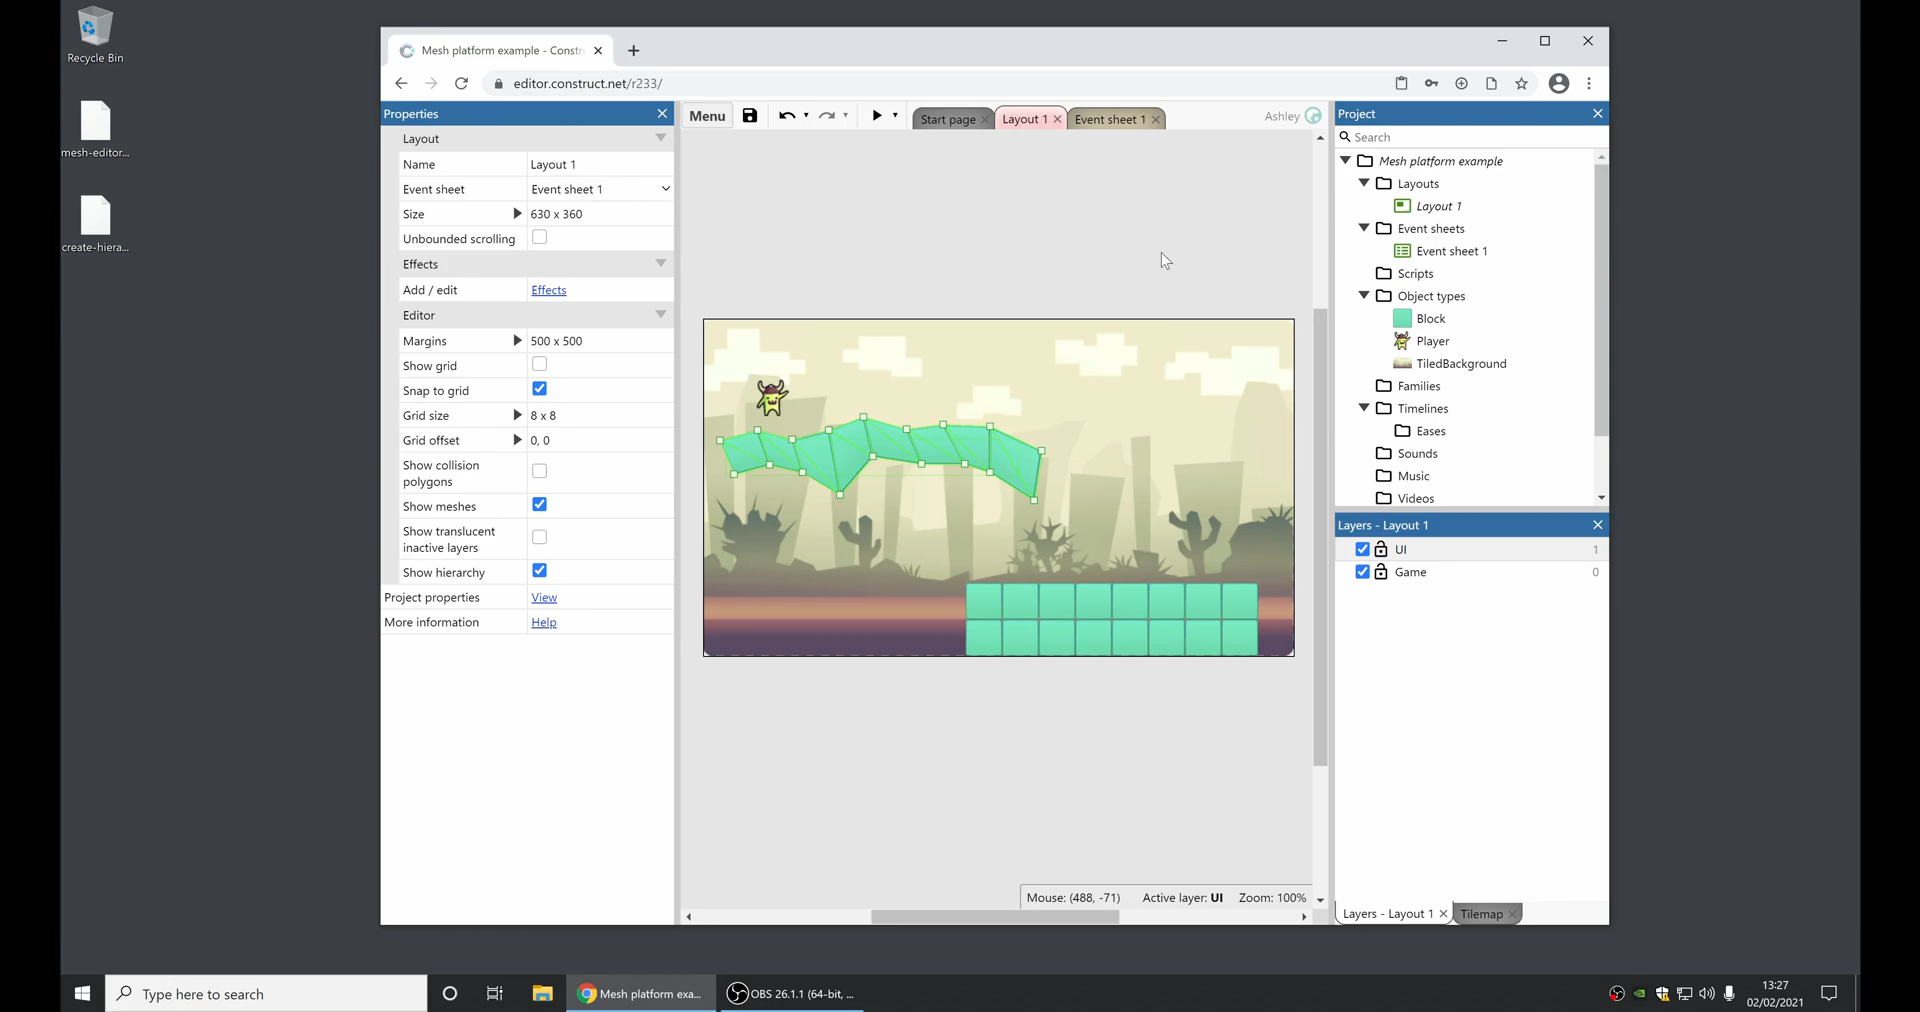 Recycle Bin
mesh-editor...
create-hiera...
Mesh platform example - Constr
editor.construct.net/r233/
Properties
Layout
Name Layout 1
Event sheet Event sheet 1
Size 630 x 360
Unbounded scrolling
Effects
Add / edit Effects
Editor
Margins 500 x 500
Show grid
Snap to grid
Grid size 8 x 8
Grid offset 0, 0
Show collision
polygons
Show meshes
Show translucent
inactive layers
Show hierarchy
Project properties View
More information Help
Menu
Start page
Layout 1
Event sheet 1
Ashley
Mouse: (488, -71) Active layer: UI Zoom: 100%
Project
Search
Mesh platform example
Layouts
Layout 1
Event sheets
Event sheet 1
Scripts
Object types
Block
Player
TiledBackground
Families
Timelines
Eases
Sounds
Music
Videos
Layers - Layout 1
UI 1
Game 0
Layers - Layout 1
Tilemap
Type here to search
Mesh platform exa...
OBS 26.1.1 (64-bit, ...
13:27
02/02/2021